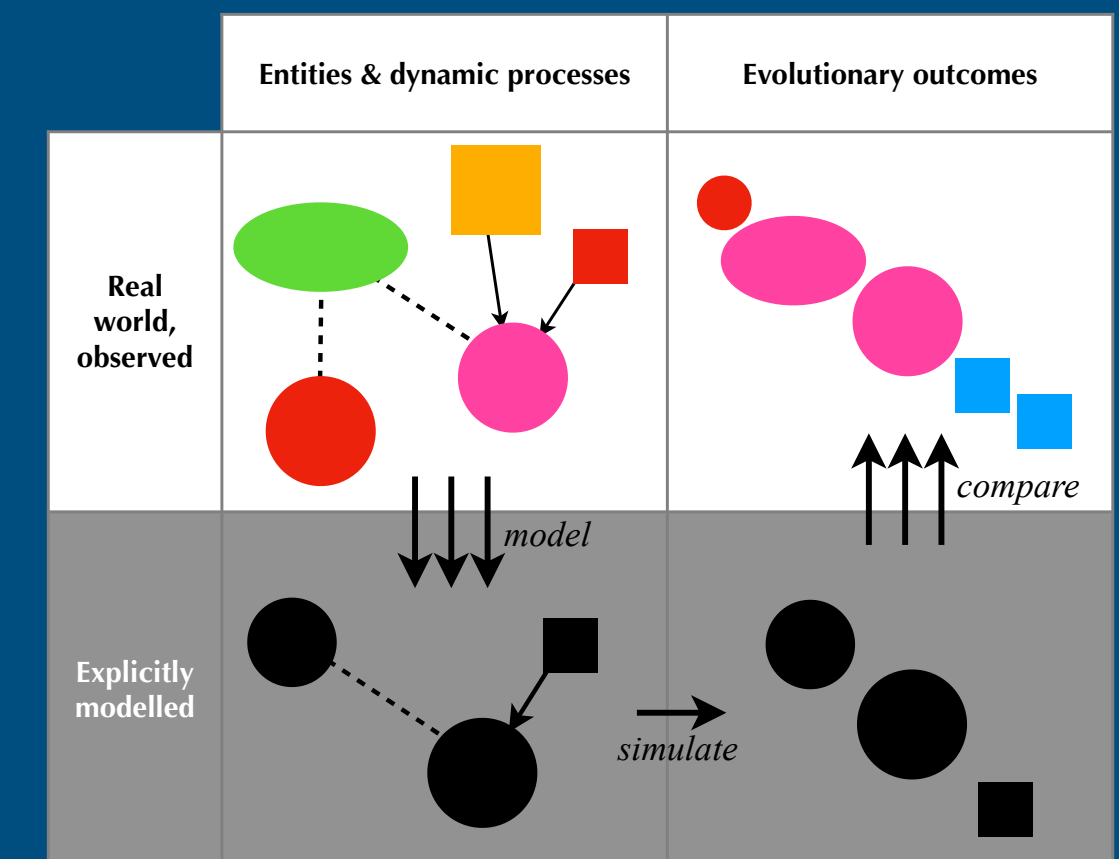 Entities & dynamic processes
Evolutionary outcomes
Real
world,
observed
compare
model
Explicitly
modelled
simulate